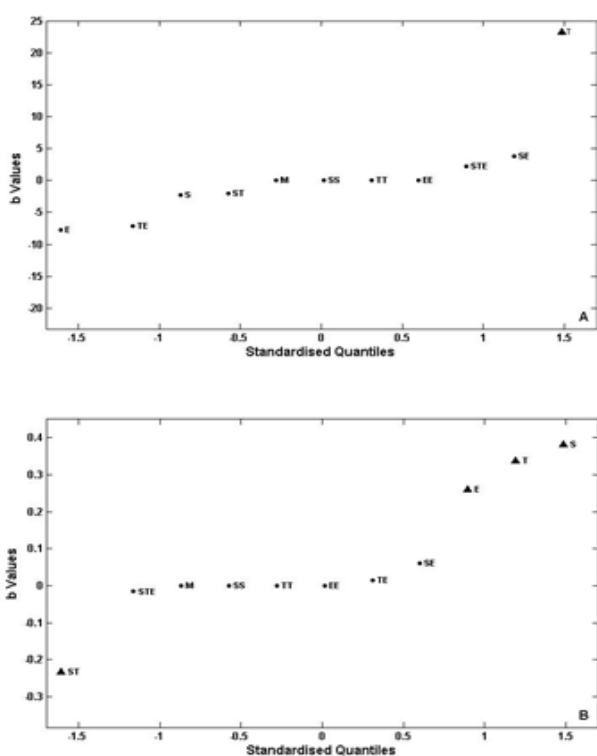 25
T
20
15
10
5
SE
STE
0
M
SS
TT
EE
S
ST
-5
E
TE
-10
-15
-20
A
-1.5
-1
-0.5
0
0.5
1
1.5
b Values
Standardised Quantiles
0.4
S
T
0.3
E
0.2
0.1
SE
TE
0
STE
M
SS
TT
EE
-0.1
-0.2
ST
-0.3
B
-1.5
-1
-0.5
0
0.5
1
1.5
b Values
Standardised Quantiles